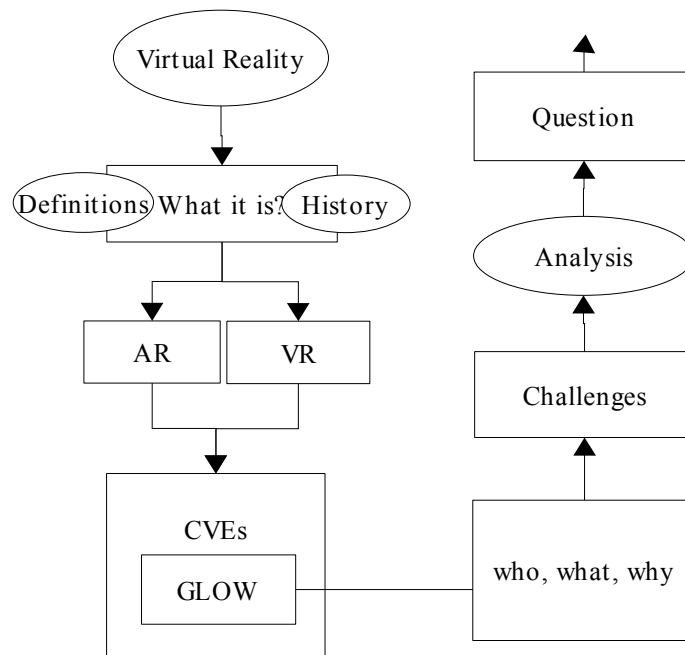 Virtual Reality
Definitions
What it is?
History
AR
VR
CVEs
GLOW
who, what, why
Challenges
Analysis
Question